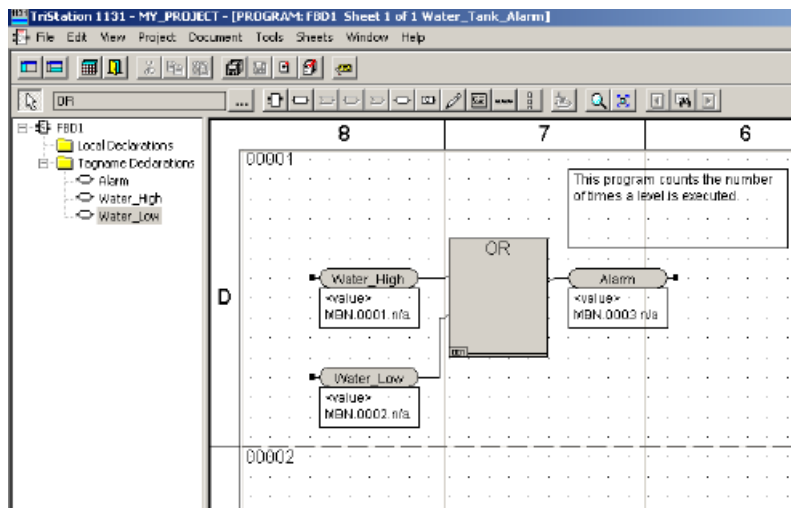 TriStation 1131 - MY_PROJECT - [PROGRAM: FBD1 Sheet 1 of 1 Water_Tank_Alarm]
File Edit View Project Document Tools Sheets Window Help
OR ...
FBD1
Local Declarations
Tagname Declarations
Alarm
Water_High
Water_Low
8 7 6
D
00001
This program counts the number
of times a level is executed.
OR
Water_High
<value>
MBN.0001.n/a
Alarm
<value>
MBN.0003.n/a
001
Water_Low
<value>
MBN.0002.n/a
00002